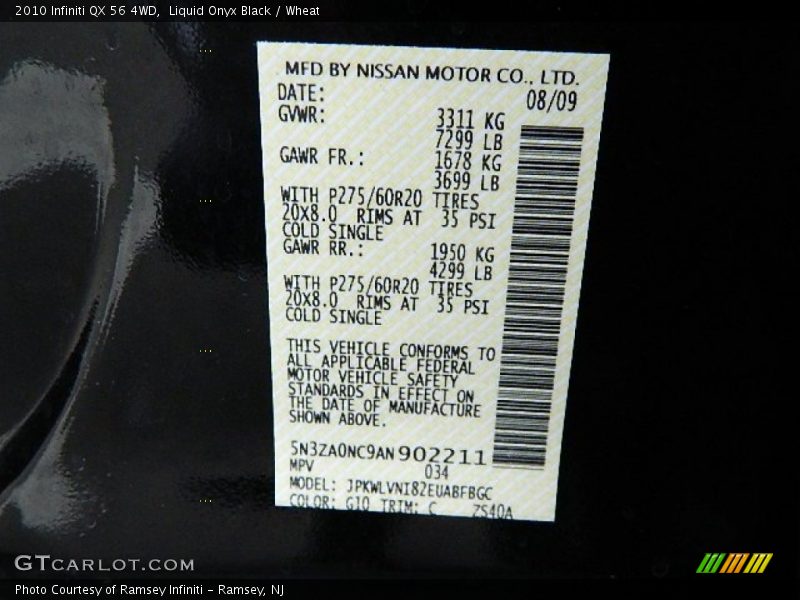 2010 Infiniti QX 56 4WD,  Liquid Onyx Black / Wheat
MFD BY NISSAN MOTOR CO., LTD.
DATE: 08/09
GVWR: 3311 KG
7299 LB
GAWR FR.: 1678 KG
3699 LB
WITH P275/60R20 TIRES
20X8.0 RIMS AT 35 PSI
COLD SINGLE
GAWR RR.: 1950 KG
4299 LB
WITH P275/60R20 TIRES
20X8.0 RIMS AT 35 PSI
COLD SINGLE
THIS VEHICLE CONFORMS TO
ALL APPLICABLE FEDERAL
MOTOR VEHICLE SAFETY
STANDARDS IN EFFECT ON
THE DATE OF MANUFACTURE
SHOWN ABOVE.
5N3ZA0NC9AN902211
MPV 034
MODEL: JPKWLVNI82EUABFBGC
COLOR: G10 TRIM: C ZS40A
GTCARLOT.COM
Photo Courtesy of Ramsey Infiniti - Ramsey, NJ